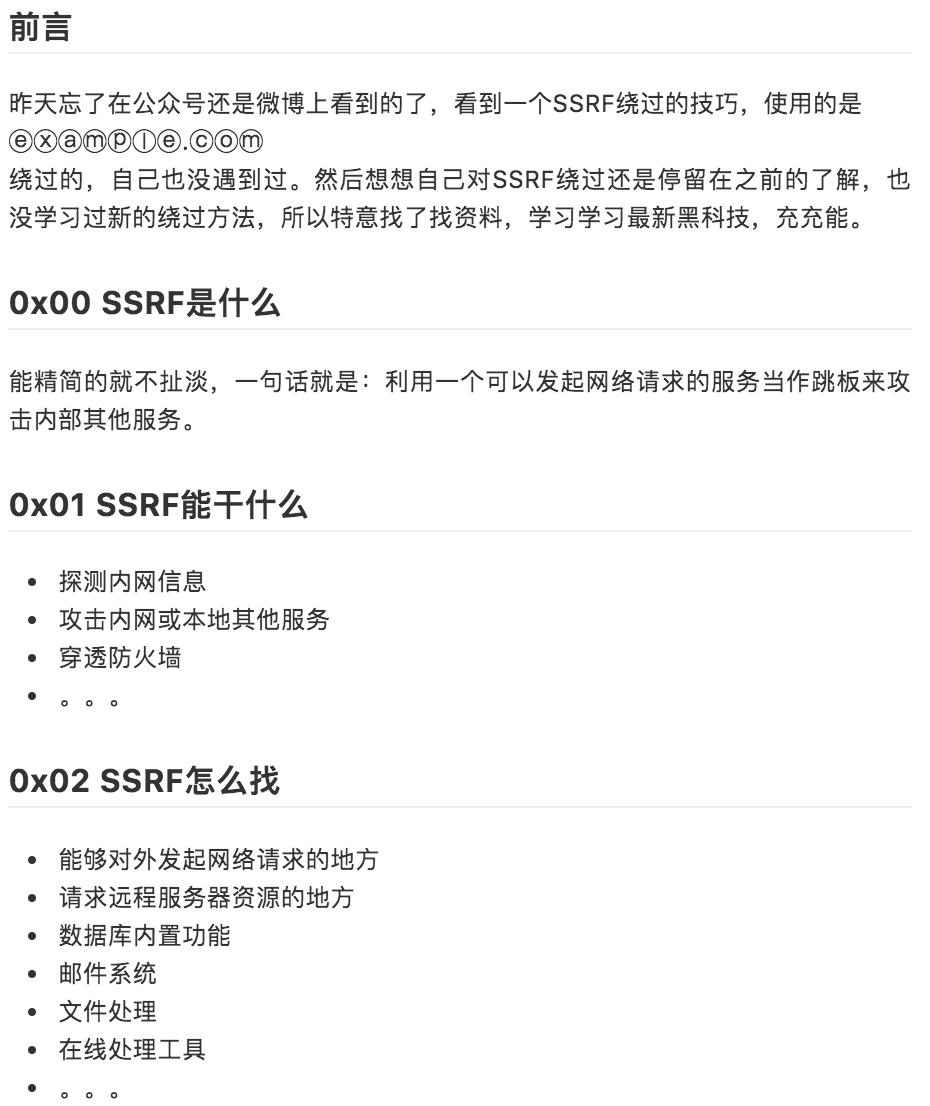 前言
昨天忘了在公众号还是微博上看到的了，看到一个SSRF绕过的技巧，使用的是
ⓔⓧⓐⓜⓟⓛⓔ.ⓒⓞⓜ
绕过的，自己也没遇到过。然后想想自己对SSRF绕过还是停留在之前的了解，也
没学习过新的绕过方法，所以特意找了找资料，学习学习最新黑科技，充充能。
0x00 SSRF是什么
能精简的就不扯淡，一句话就是：利用一个可以发起网络请求的服务当作跳板来攻
击内部其他服务。
0x01 SSRF能干什么
• 探测内网信息
• 攻击内网或本地其他服务
• 穿透防火墙
• 。。。
0x02 SSRF怎么找
• 能够对外发起网络请求的地方
• 请求远程服务器资源的地方
• 数据库内置功能
• 邮件系统
• 文件处理
• 在线处理工具
• 。。。